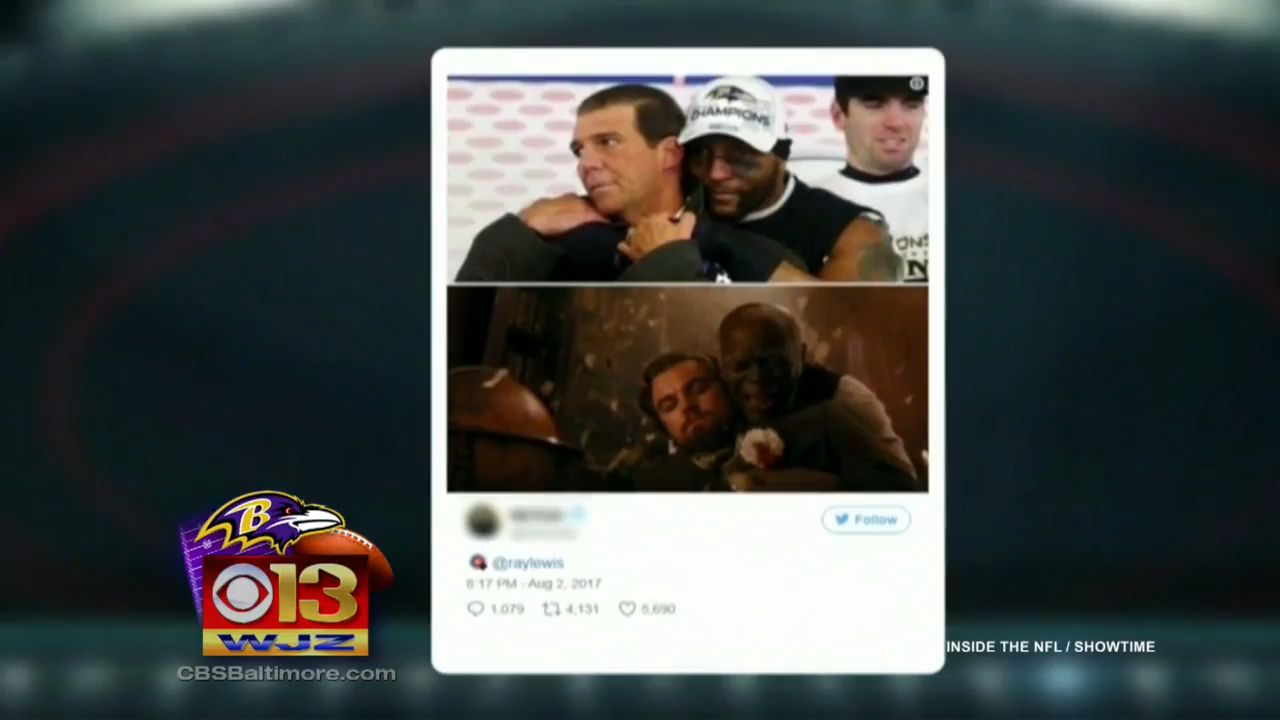 CHAMPIONS
ONS
N
Follow
@raylewis
6:17 PM - Aug 2, 2017
1,079 4,131 5,690
B
13
WJZ
CBSBaltimore.com
INSIDE THE NFL / SHOWTIME